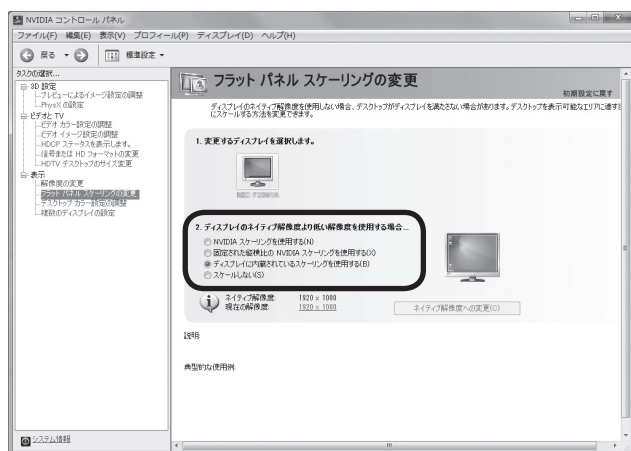 NVIDIA コントロール パネル
ファイル(F) 編集(E) 表示(V) プロフィール(P) ディスプレイ(D) ヘルプ(H)
戻る 標準設定
タスクの選択...
3D 設定
プレビューによるイメージ設定の調整
PhysX の設定
ビデオと TV
ビデオ カラー設定の調整
ビデオ イメージ設定の調整
HDCP ステータスを表示します。
信号または HD フォーマットの変更
HDTV デスクトップのサイズ変更
表示
解像度の変更
フラット パネル スケーリングの変更
デスクトップ カラー設定の調整
複数のディスプレイの設定
システム情報
フラット パネル スケーリングの変更
初期設定に戻す
ディスプレイのネイティブ解像度を使用しない場合、デスクトップがディスプレイを満たさない場合があります。デスクトップを表示可能なエリアに適す
にスケールする方法を変更できます。
1. 変更するディスプレイを選択します。
2. ディスプレイのネイティブ解像度より低い解像度を使用する場合...
NVIDIA スケーリングを使用する(N)
固定された縦横比の NVIDIA スケーリングを使用する(X)
ディスプレイに内蔵されているスケーリングを使用する(B)
スケールしない(S)
ネイティブ解像度: 1920 x 1080
現在の解像度: 1920 x 1080
ネイティブ解像度への変更(C)
説明:
典型的な使用例: